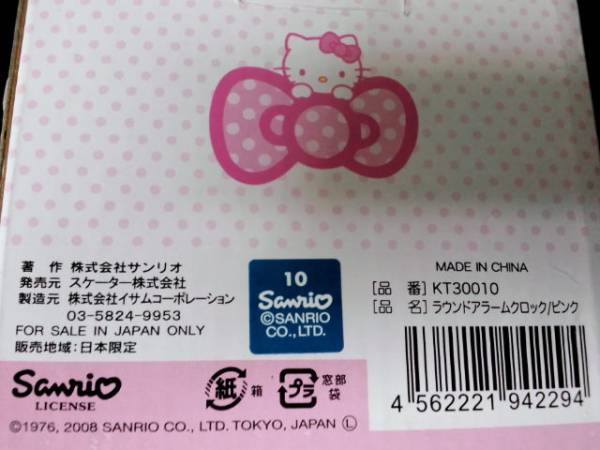 著 作 株式会社サンリオ
発売元 スケーター株式会社
製造元 株式会社イサムコーポレーション
03-5824-9953
FOR SALE IN JAPAN ONLY
販売地域:日本限定
10
Sanrio
©SANRIO
CO.,LTD.
MADE IN CHINA
[品 番] KT30010
[品 名] ラウンドアラームクロック/ピンク
Sanrio
LICENSE
紙 箱
プラ 窓部
袋
4 562221 942294
©1976, 2008 SANRIO CO., LTD. TOKYO, JAPAN Ⓛ